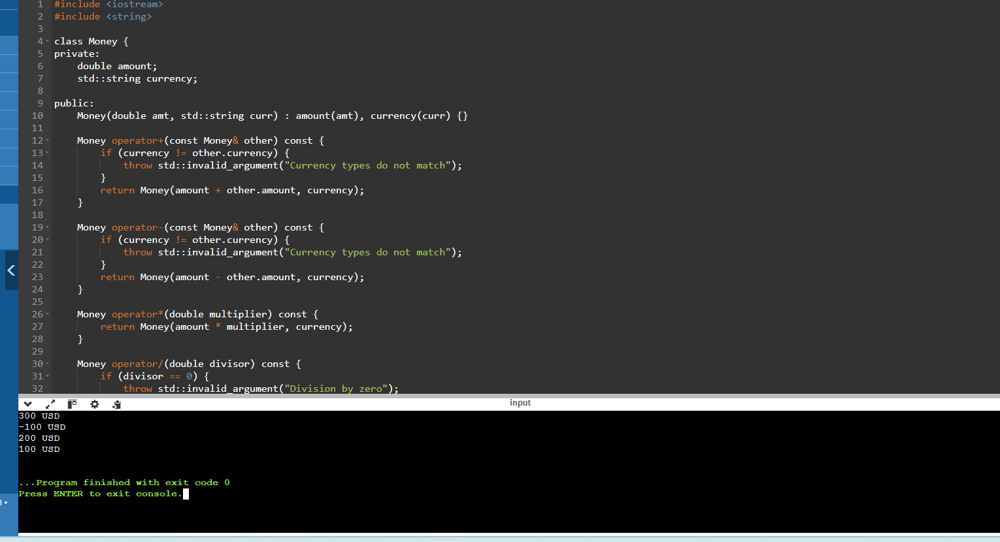 1 #include <iostream>
2 #include <string>
3
4 class Money {
5 private:
6     double amount;
7     std::string currency;
8
9 public:
10     Money(double amt, std::string curr) : amount(amt), currency(curr) {}
11
12     Money operator+(const Money& other) const {
13         if (currency != other.currency) {
14             throw std::invalid_argument("Currency types do not match");
15         }
16         return Money(amount + other.amount, currency);
17     }
18
19     Money operator-(const Money& other) const {
20         if (currency != other.currency) {
21             throw std::invalid_argument("Currency types do not match");
22         }
23         return Money(amount - other.amount, currency);
24     }
25
26     Money operator*(double multiplier) const {
27         return Money(amount * multiplier, currency);
28     }
29
30     Money operator/(double divisor) const {
31         if (divisor == 0) {
32             throw std::invalid_argument("Division by zero");
input
300 USD
-100 USD
200 USD
100 USD
...Program finished with exit code 0
Press ENTER to exit console.